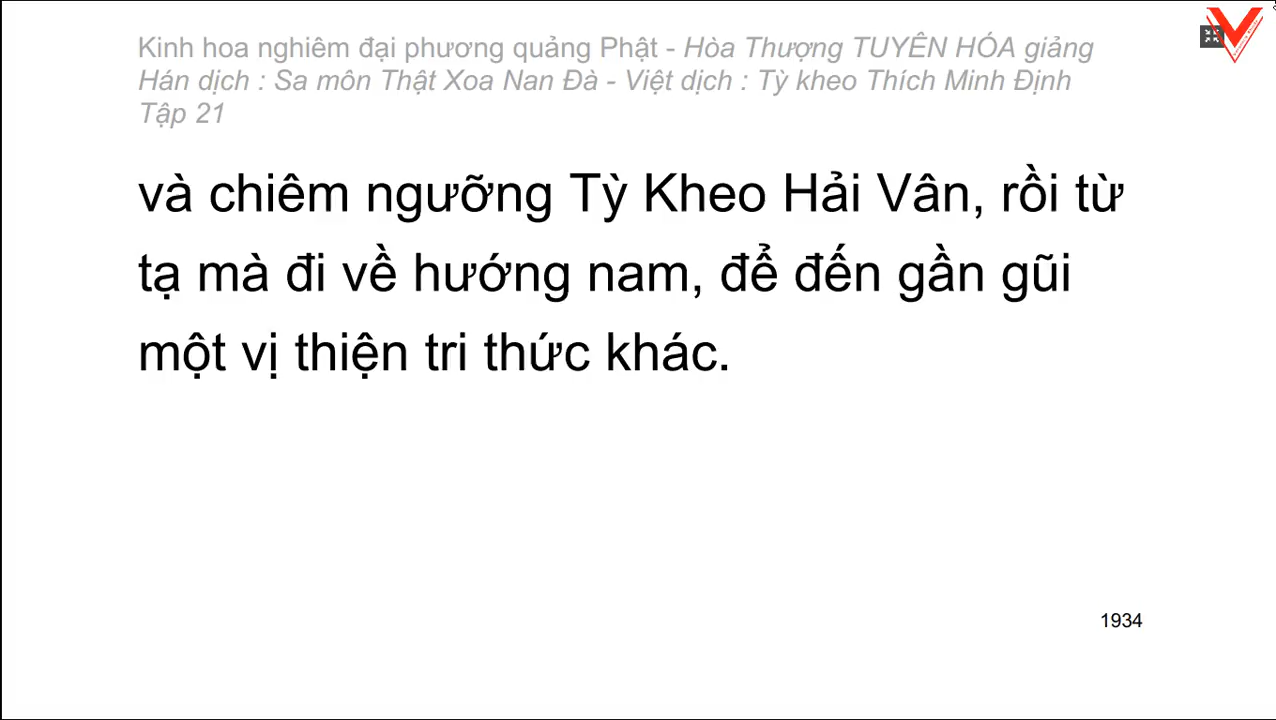 Kinh hoa nghiêm đại phương quảng Phật - Hòa Thượng TUYÊN HÓA giảng
Hán dịch : Sa môn Thật Xoa Nan Đà - Việt dịch : Tỳ kheo Thích Minh Định
Tập 21
và chiêm ngưỡng Tỳ Kheo Hải Vân, rồi từ
tạ mà đi về hướng nam, để đến gần gũi
một vị thiện tri thức khác.
1934